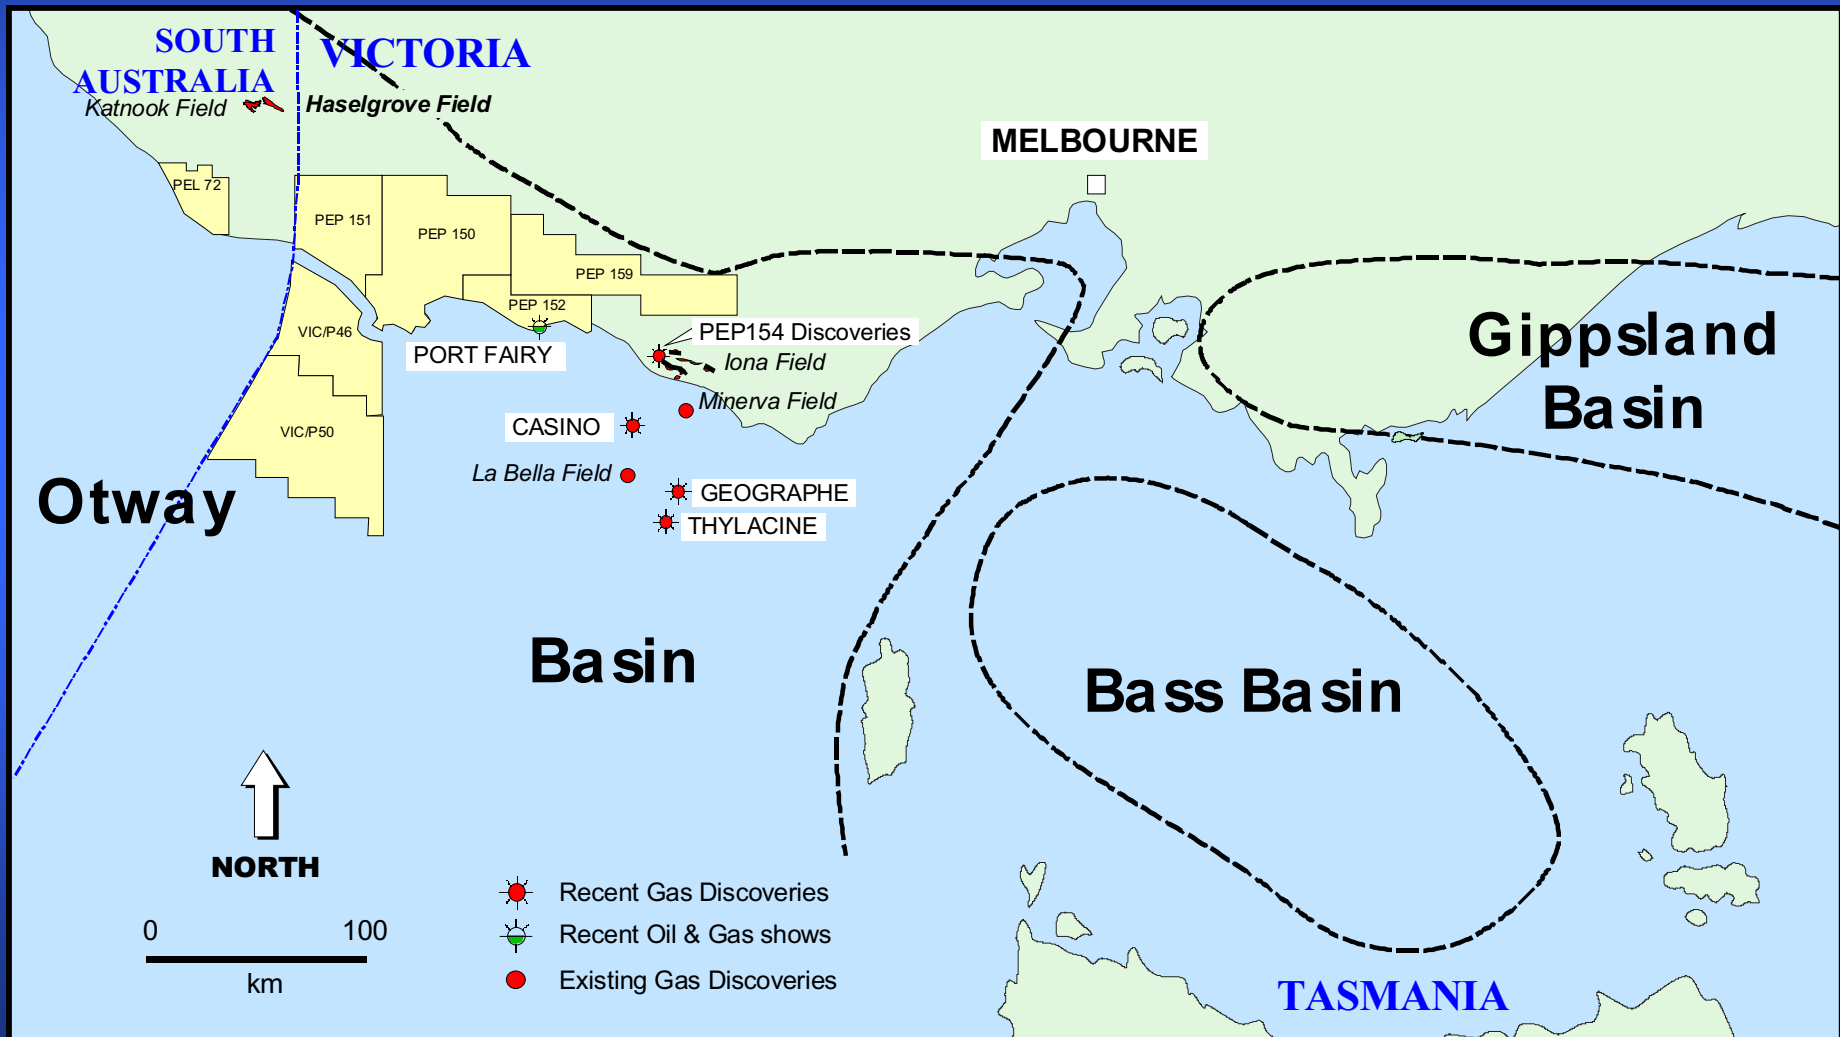 SOUTH
AUSTRALIA
VICTORIA
Katnook Field
Haselgrove Field
MELBOURNE
PEL 72
PEP 151
PEP 150
PEP 159
PEP 152
VIC/P46
PORT FAIRY
PEP154 Discoveries
Iona Field
Minerva Field
Gippsland
Basin
VIC/P50
CASINO
La Bella Field
GEOGRAPHE
THYLACINE
Otway
Basin
Bass Basin
NORTH
0 100
km
Recent Gas Discoveries
Recent Oil & Gas shows
Existing Gas Discoveries
TASMANIA